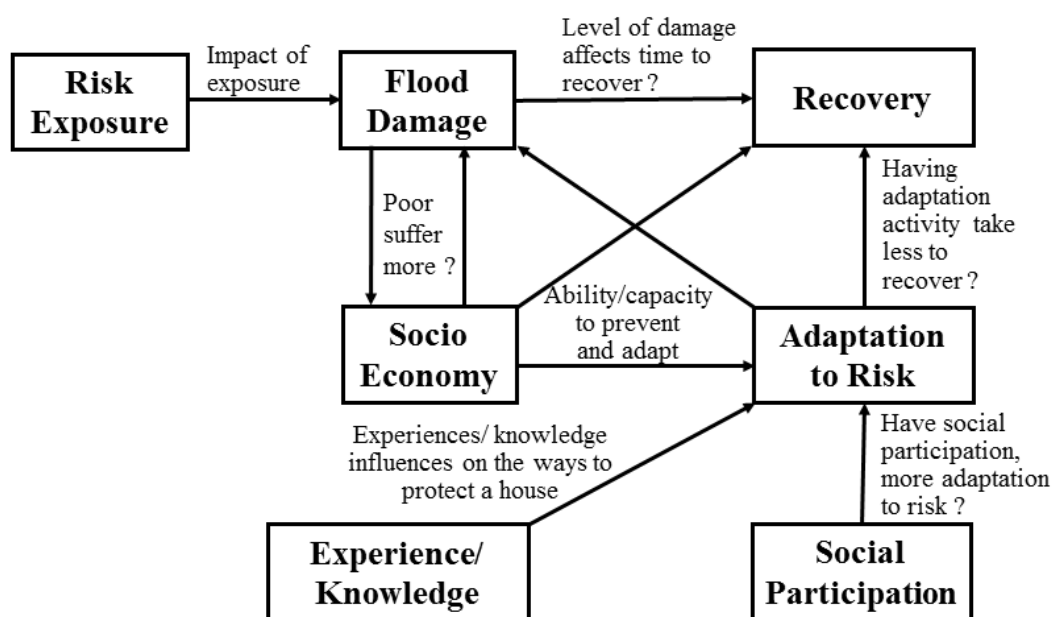 Risk
Exposure
Impact of
exposure
Flood
Damage
Level of damage
affects time to
recover ?
Recovery
Poor
suffer
more ?
Having
adaptation
activity take
less to
recover ?
Socio
Economy
Ability/capacity
to prevent
and adapt
Adaptation
to Risk
Experiences/ knowledge
influences on the ways to
protect a house
Have social
participation,
more adaptation
to risk ?
Experience/
Knowledge
Social
Participation